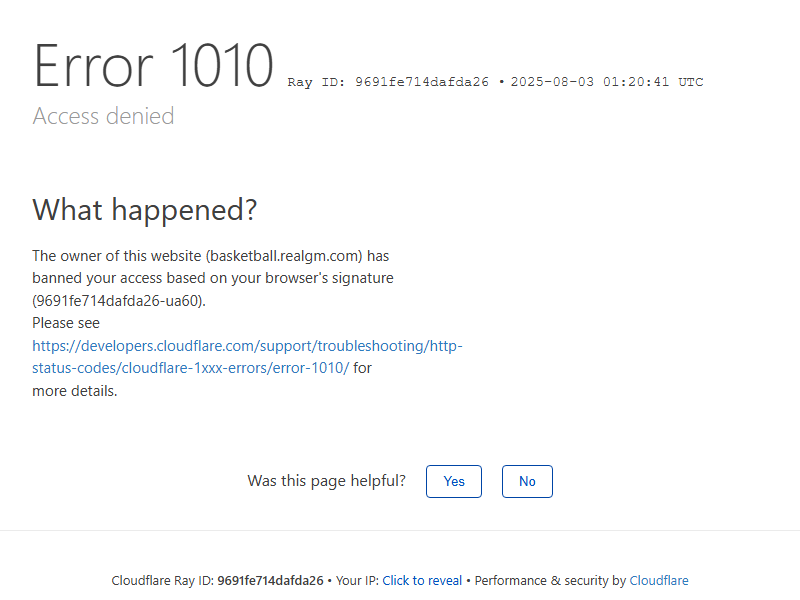 Error 1010 Ray ID: 9691fe714dafda26 • 2025-08-03 01:20:41 UTC
Access denied
What happened?
The owner of this website (basketball.realgm.com) has
banned your access based on your browser's signature
(9691fe714dafda26-ua60).
Please see
https://developers.cloudflare.com/support/troubleshooting/http-
status-codes/cloudflare-1xxx-errors/error-1010/ for
more details.
Was this page helpful? Yes No
Cloudflare Ray ID: 9691fe714dafda26 • Your IP: Click to reveal • Performance & security by Cloudflare